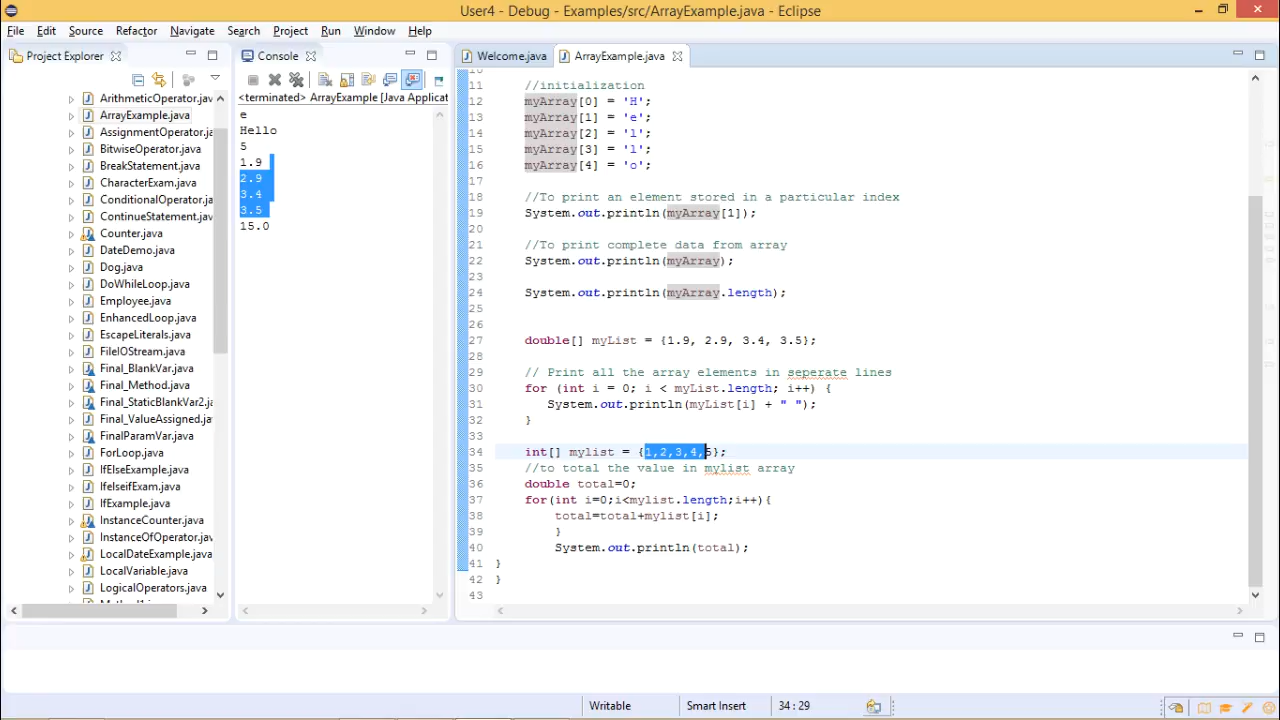 User4 - Debug - Examples/src/ArrayExample.java - Eclipse
File Edit Source Refactor Navigate Search Project Run Window Help
Project Explorer
ArithmeticOperator.jav
ArrayExample.java
AssignmentOperator.jav
BitwiseOperator.java
BreakStatement.java
CharacterExam.java
ConditionalOperator.java
ContinueStatement.java
Counter.java
DateDemo.java
Dog.java
DoWhileLoop.java
Employee.java
EnhancedLoop.java
EscapeLiterals.java
FileIOStream.java
Final_BlankVar.java
Final_Method.java
Final_StaticBlankVar2.ja
Final_ValueAssigned.java
FinalParamVar.java
ForLoop.java
IfElseExample.java
IfelseifExam.java
IfExample.java
InstanceCounter.java
InstanceOfOperator.java
LocalDateExample.java
LocalVariable.java
LogicalOperators.java
Console
<terminated> ArrayExample [Java Applicat
e
Hello
5
1.9
2.9
3.4
3.5
15.0
Welcome.java ArrayExample.java
11 //initialization
12 myArray[0] = 'H';
13 myArray[1] = 'e';
14 myArray[2] = 'l';
15 myArray[3] = 'l';
16 myArray[4] = 'o';
17
18 //To print an element stored in a particular index
19 System.out.println(myArray[1]);
20
21 //To print complete data from array
22 System.out.println(myArray);
23
24 System.out.println(myArray.length);
25
26
27 double[] myList = {1.9, 2.9, 3.4, 3.5};
28
29 // Print all the array elements in seperate lines
30 for (int i = 0; i < myList.length; i++) {
31 System.out.println(myList[i] + " ");
32 }
33
34 int[] mylist = {1,2,3,4,5};
35 //to total the value in mylist array
36 double total=0;
37 for(int i=0;i<mylist.length;i++){
38 total=total+mylist[i];
39 }
40 System.out.println(total);
41 }
42 }
43
Writable Smart Insert 34 : 29